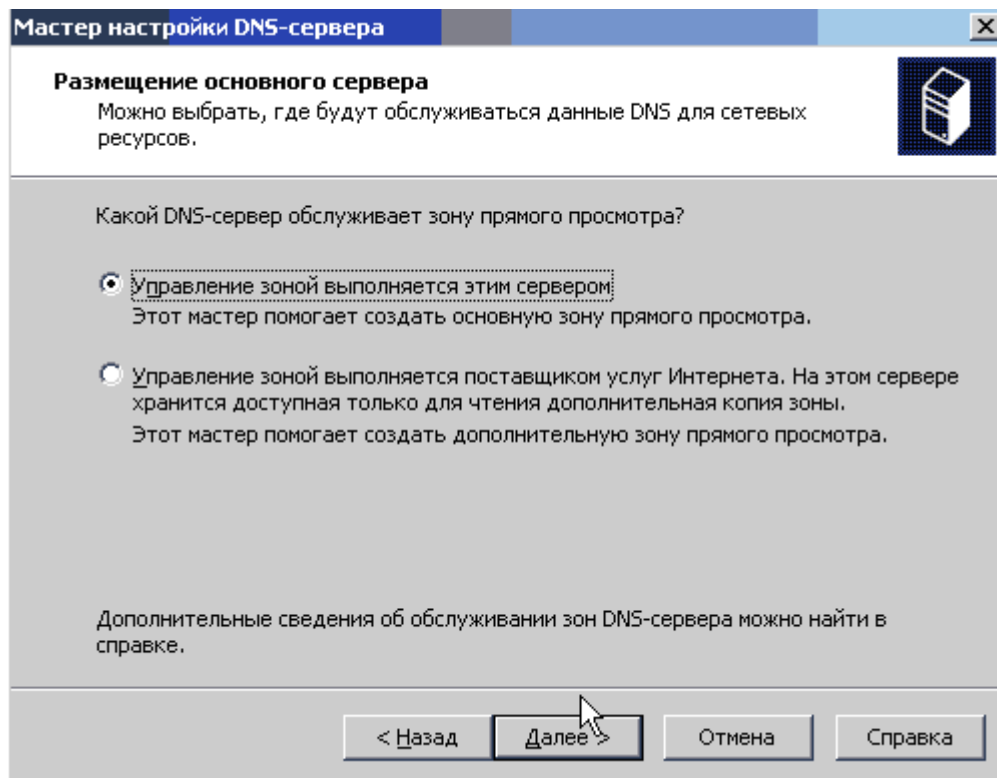 Мастер настройки DNS-сервера
Размещение основного сервера
Можно выбрать, где будут обслуживаться данные DNS для сетевых
ресурсов.
Какой DNS-сервер обслуживает зону прямого просмотра?
Управление зоной выполняется этим сервером
Этот мастер помогает создать основную зону прямого просмотра.
Управление зоной выполняется поставщиком услуг Интернета. На этом сервере
хранится доступная только для чтения дополнительная копия зоны.
Этот мастер помогает создать дополнительную зону прямого просмотра.
Дополнительные сведения об обслуживании зон DNS-сервера можно найти в
справке.
< Назад Далее > Отмена Справка